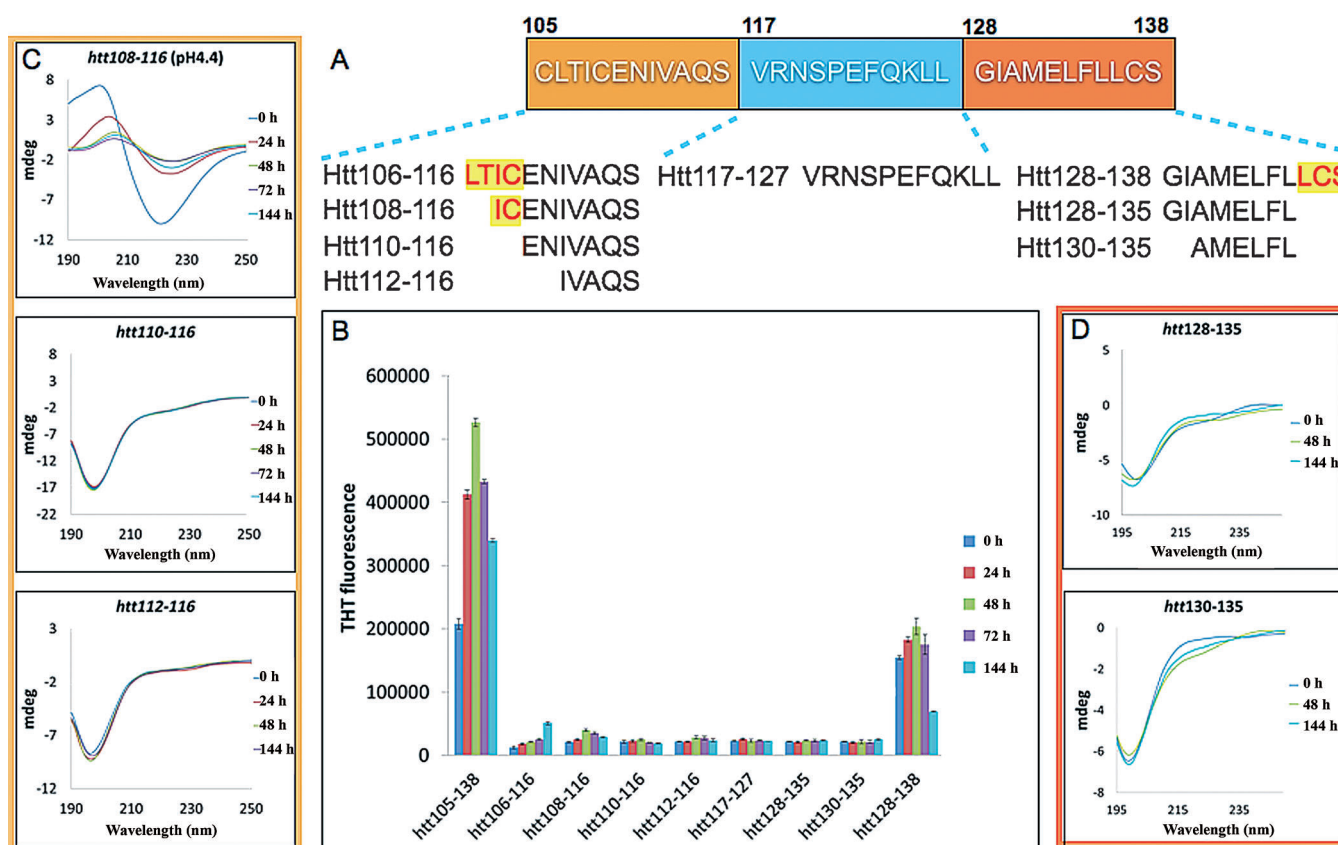 C
htt108-116 (pH4.4)
8
3
-2
-7
-12
mdeg
190 210 230 250
Wavelength (nm)
0 h
24 h
48 h
72 h
144 h
htt110-116
8
3
-2
-7
-12
-17
-22
mdeg
190 210 230 250
Wavelength (nm)
0 h
24 h
48 h
72 h
144 h
htt112-116
3
-2
-7
-12
mdeg
190 210 230 250
Wavelength (nm)
0 h
24 h
48 h
144 h
A
105 117 128 138
CLTICENIVAQS VRNSPEFQKLL GIAMELFLLCS
Htt106-116 LTICENIVAQS Htt117-127 VRNSPEFQKLL Htt128-138 GIAMELFLLCS
Htt108-116 ICENIVAQS Htt128-135 GIAMELFL
Htt110-116 ENIVAQS Htt130-135 AMELFL
Htt112-116 IVAQS
B
600000
500000
400000
300000
200000
100000
0
THT fluorescence
0 h
24 h
48 h
72 h
144 h
htt105-138
htt106-116
htt108-116
htt110-116
htt112-116
htt117-127
htt128-135
htt130-135
htt128-138
D
htt128-135
5
0
-5
-10
mdeg
195 215 235
Wavelength (nm)
0 h
48 h
144 h
htt130-135
0
-2
-4
-6
-8
mdeg
195 215 235
Wavelength (nm)
0 h
48 h
144 h